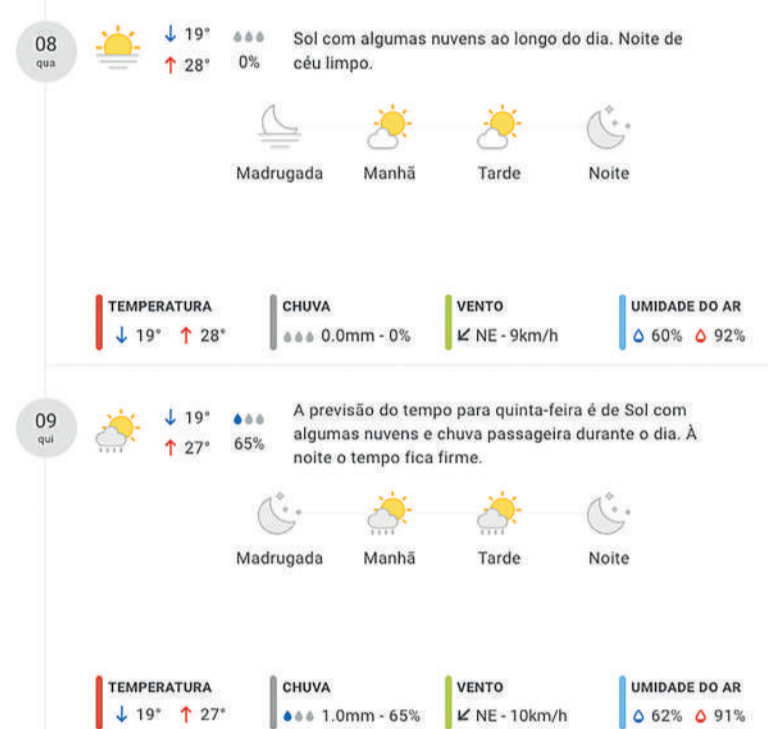 08
qua
19°
28°
0%
Sol com algumas nuvens ao longo do dia. Noite de
céu limpo.
Madrugada Manhã Tarde Noite
TEMPERATURA CHUVA VENTO UMIDADE DO AR
19° 28° 0.0mm - 0% NE - 9km/h 60% 92%
09
qui
19°
27°
65%
A previsão do tempo para quinta-feira é de Sol com
algumas nuvens e chuva passageira durante o dia. À
noite o tempo fica firme.
Madrugada Manhã Tarde Noite
TEMPERATURA CHUVA VENTO UMIDADE DO AR
19° 27° 1.0mm - 65% NE - 10km/h 62% 91%